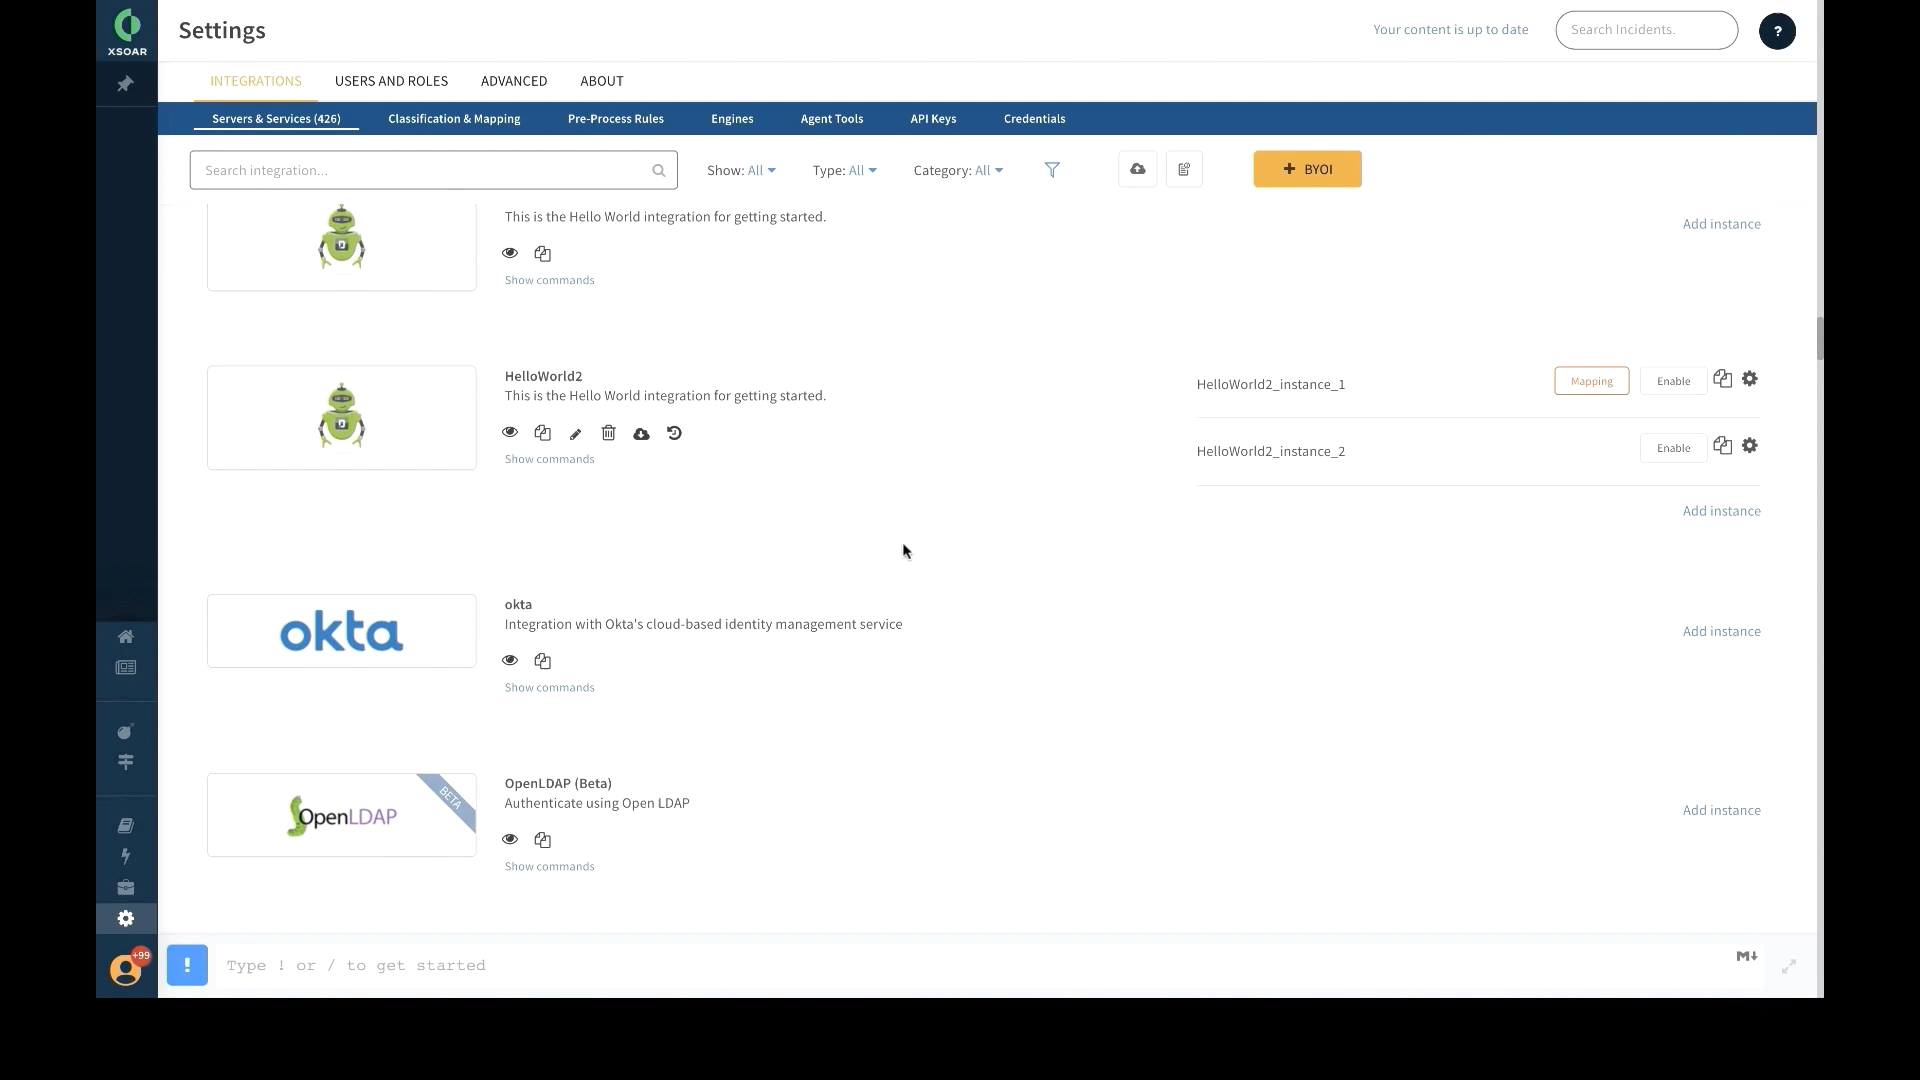 XSOAR
Settings
Your content is up to date
Search Incidents.
?
INTEGRATIONS
USERS AND ROLES
ADVANCED
ABOUT
Servers & Services (426)
Classification & Mapping
Pre-Process Rules
Engines
Agent Tools
API Keys
Credentials
Search integration...
Show: All
Type: All
Category: All
+ BYOI
This is the Hello World integration for getting started.
Add instance
Show commands
HelloWorld2
This is the Hello World integration for getting started.
Show commands
HelloWorld2_instance_1
Mapping
Enable
HelloWorld2_instance_2
Enable
Add instance
okta
okta
Integration with Okta's cloud-based identity management service
Add instance
Show commands
OpenLDAP
BETA
OpenLDAP (Beta)
Authenticate using Open LDAP
Add instance
Show commands
+99
!
Type ! or / to get started
M↓